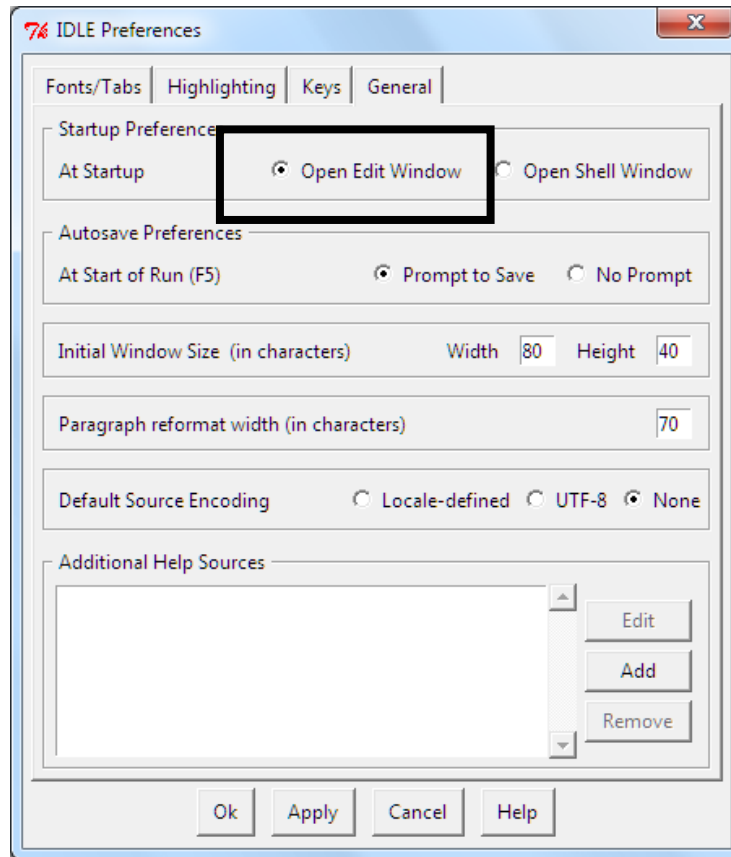 IDLE Preferences
Fonts/Tabs Highlighting Keys General
Startup Preference
At Startup Open Edit Window Open Shell Window
Autosave Preferences
At Start of Run (F5) Prompt to Save No Prompt
Initial Window Size (in characters) Width 80 Height 40
Paragraph reformat width (in characters) 70
Default Source Encoding Locale-defined UTF-8 None
Additional Help Sources
Edit
Add
Remove
Ok Apply Cancel Help